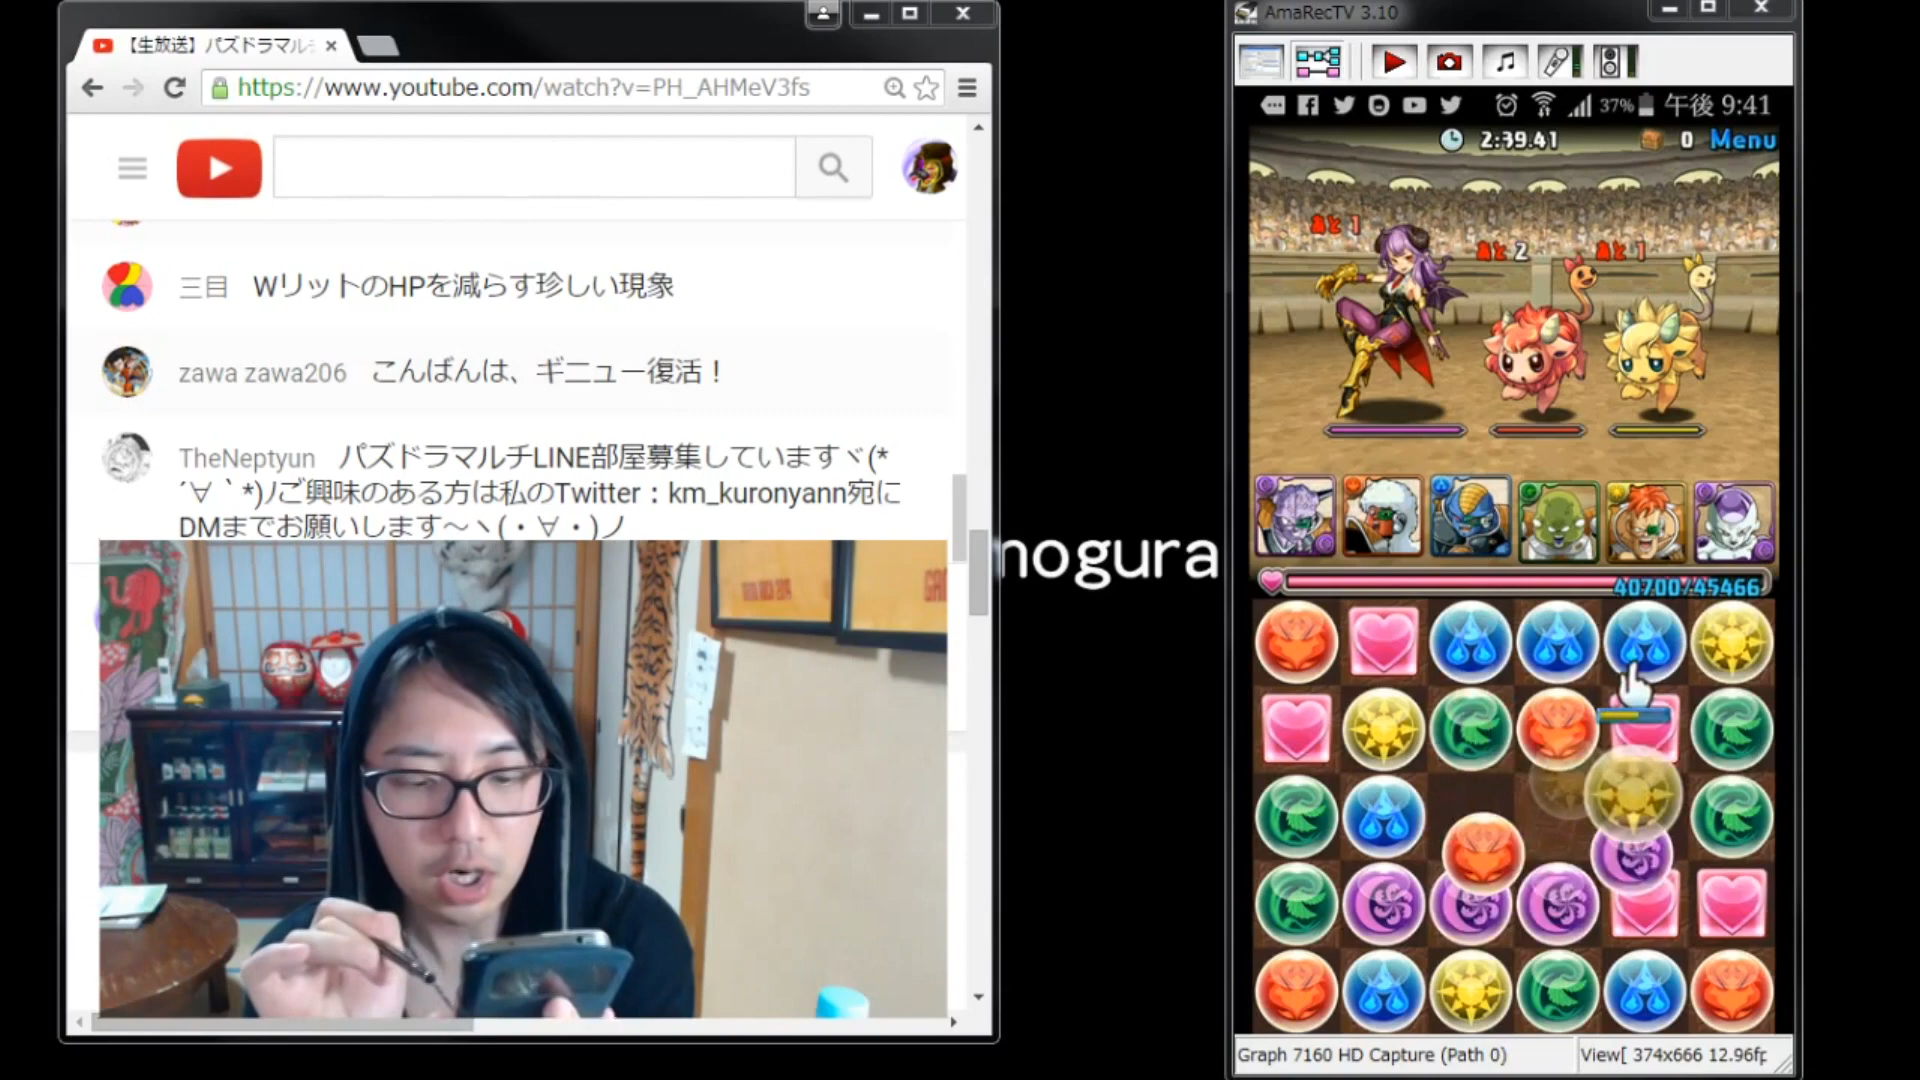 【生放送】パズドラマル
https://www.youtube.com/watch?v=PH_AHMeV3fs
三目 WリットのHPを減らす珍しい現象
zawa zawa206 こんばんは、ギニュー復活！
TheNeptyun パズドラマルチLINE部屋募集していますヾ(*
´∀｀*)ﾉご興味のある方は私のTwitter：km_kuronyann宛に
DMまでお願いします～ヽ(・∀・)ノ
nogura
AmaRecTV 3.10
37% 午後 9:41
2:39.41 0 Menu
あと 1
あと 2
あと 1
40700/45466
Graph 7160 HD Capture (Path 0)
View[ 374x666 12.96fp